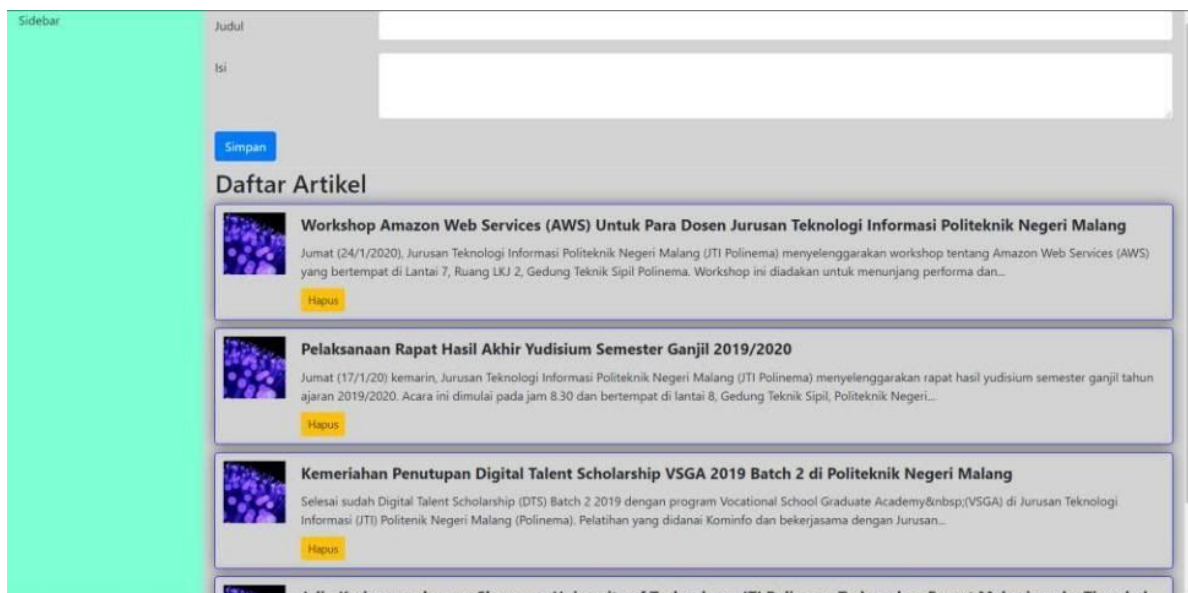 Sidebar
Judul
Isi
Simpan
Daftar Artikel
Workshop Amazon Web Services (AWS) Untuk Para Dosen Jurusan Teknologi Informasi Politeknik Negeri Malang
Jumat (24/1/2020), Jurusan Teknologi Informasi Politeknik Negeri Malang (JTI Polinema) menyelenggarakan workshop tentang Amazon Web Services (AWS)
yang bertempat di Lantai 7, Ruang LKJ 2, Gedung Teknik Sipil Polinema. Workshop ini diadakan untuk menunjang performa dan...
Hapus
Pelaksanaan Rapat Hasil Akhir Yudisium Semester Ganjil 2019/2020
Jumat (17/1/20) kemarin, Jurusan Teknologi Informasi Politeknik Negeri Malang (JTI Polinema) menyelenggarakan rapat hasil yudisium semester ganjil tahun
ajaran 2019/2020. Acara ini dimulai pada jam 8.30 dan bertempat di lantai 8, Gedung Teknik Sipil, Politeknik Negeri...
Hapus
Kemeriahan Penutupan Digital Talent Scholarship VSGA 2019 Batch 2 di Politeknik Negeri Malang
Selesai sudah Digital Talent Scholarship (DTS) Batch 2 2019 dengan program Vocational School Graduate Academy&nbsp;(VSGA) di Jurusan Teknologi
Informasi (JTI) Politenik Negeri Malang (Polinema). Pelatihan yang didanai Kominfo dan bekerjasama dengan Jurusan...
Hapus